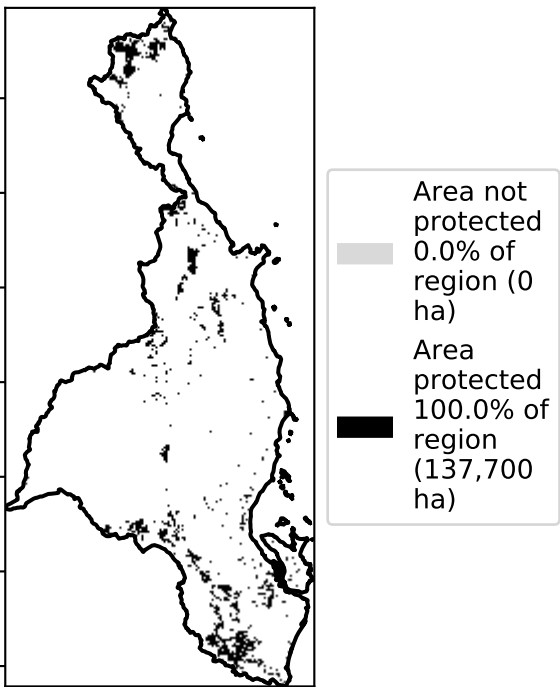 Area not
protected
0.0% of
region (0
ha)
Area
protected
100.0% of
region
(137,700
ha)